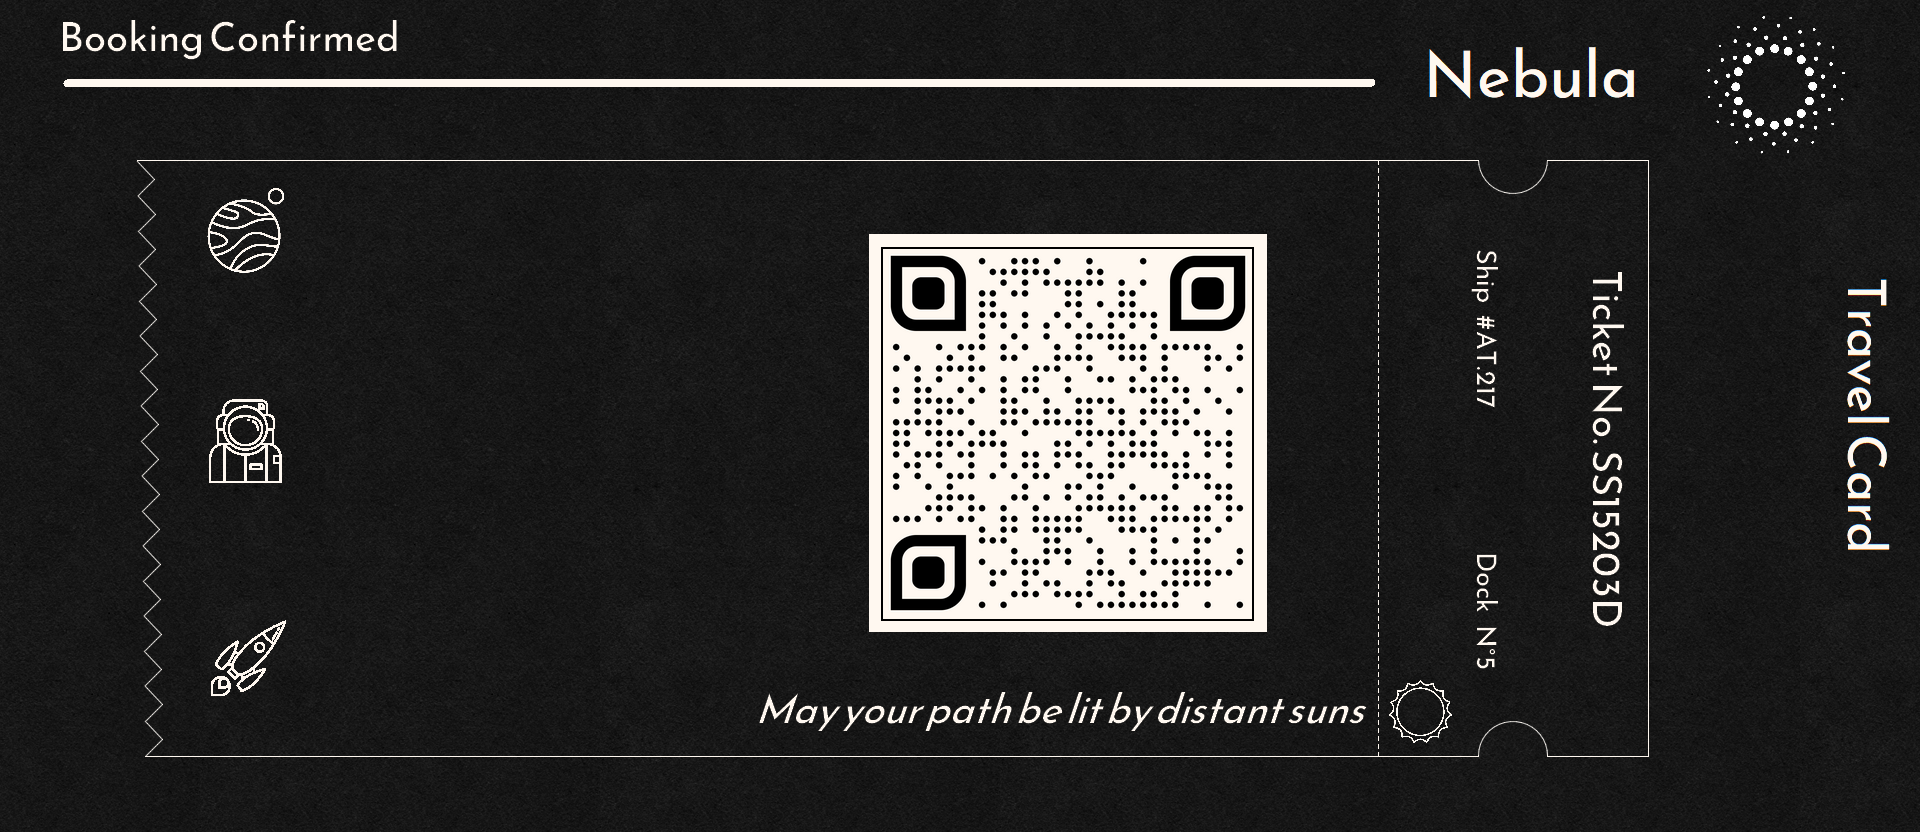 Booking Confirmed
Nebula
Ship #AT.217
Dock N°5
Ticket No. SS15203D
Travel Card
May your path be lit by distant suns